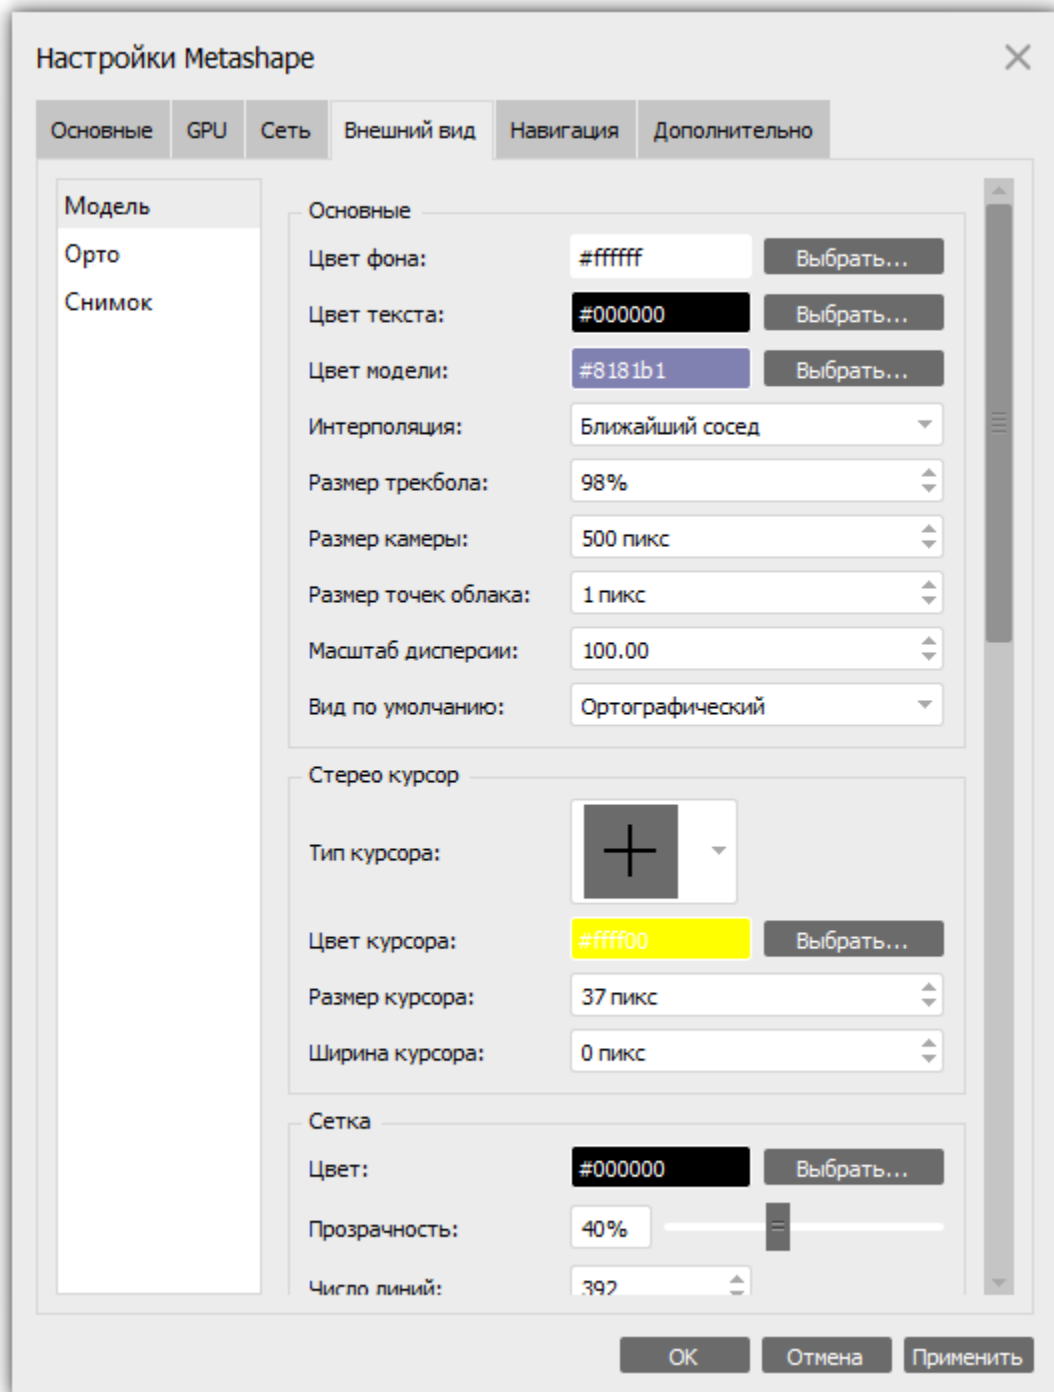 Настройки Metashape
Основные GPU Сеть Внешний вид Навигация Дополнительно
Модель
Орто
Снимок
Основные
Цвет фона: #ffffff Выбрать...
Цвет текста: #000000 Выбрать...
Цвет модели: #8181b1 Выбрать...
Интерполяция: Ближайший сосед
Размер трекбола: 98%
Размер камеры: 500 пикс
Размер точек облака: 1 пикс
Масштаб дисперсии: 100.00
Вид по умолчанию: Ортографический
Стерео курсор
Тип курсора:
Цвет курсора: #ffff00 Выбрать...
Размер курсора: 37 пикс
Ширина курсора: 0 пикс
Сетка
Цвет: #000000 Выбрать...
Прозрачность: 40%
Число линий: 392
OK Отмена Применить